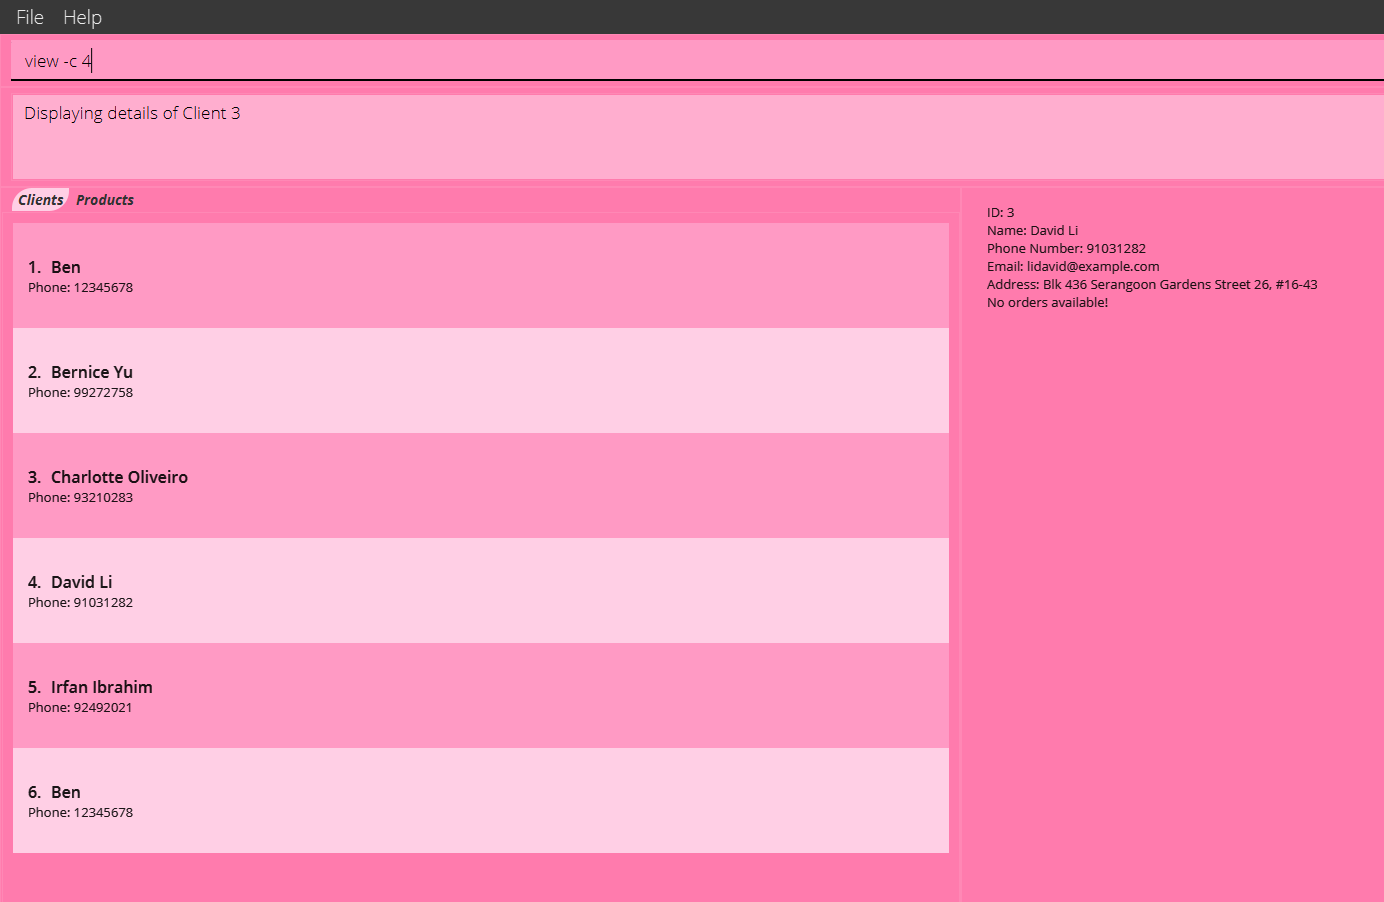 File Help
view -c 4
Displaying details of Client 3
Clients Products
1. Ben
Phone: 12345678
2. Bernice Yu
Phone: 99272758
3. Charlotte Oliveiro
Phone: 93210283
4. David Li
Phone: 91031282
5. Irfan Ibrahim
Phone: 92492021
6. Ben
Phone: 12345678
ID: 3
Name: David Li
Phone Number: 91031282
Email: lidavid@example.com
Address: Blk 436 Serangoon Gardens Street 26, #16-43
No orders available!